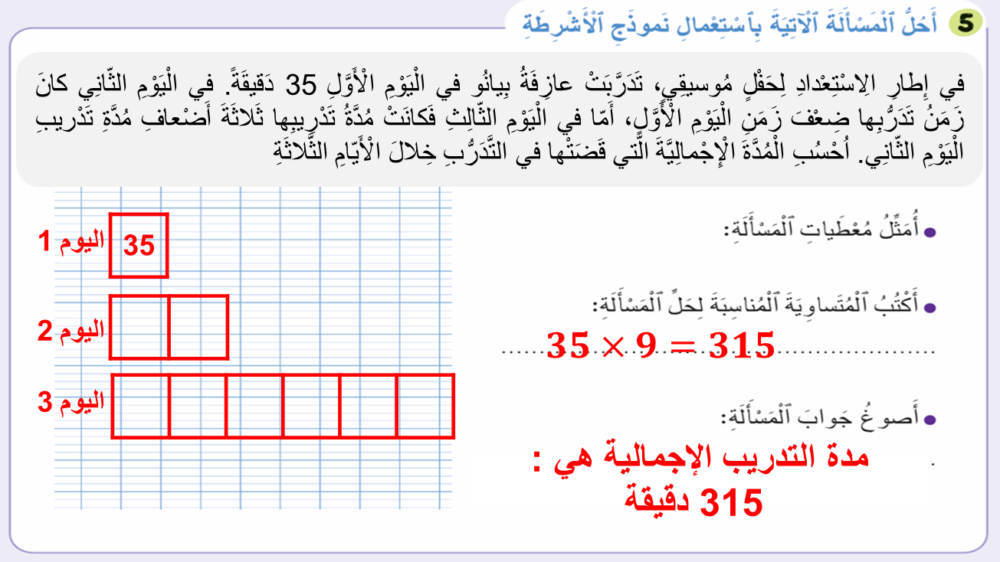 5 أَحُلُّ ٱلْمَسْأَلَةَ ٱلْآتِيَةَ بِٱسْتِعْمالِ نَموذَجِ ٱلْأَشْرِطَةِ
في إِطارِ الِاسْتِعْدادِ لِحَفْلٍ مُوسيقِي، تَدَرَّبَتْ عازِفَةُ بِيانُو في الْيَوْمِ الْأَوَّلِ 35 دَقيقَةً. في الْيَوْمِ الثّانِي كانَ
زَمَنُ تَدَرُّبِها ضِعْفَ زَمَنِ الْيَوْمِ الْأَوَّلِ، أَمّا في الْيَوْمِ الثّالِثِ فَكانَتْ مُدَّةُ تَدْرِيبِها ثَلاثَةَ أَضْعافِ مُدَّةِ تَدْريبِ
الْيَوْمِ الثّانِي. اُحْسُبِ الْمُدَّةَ الْإِجْمالِيَّةَ الَّتي قَضَتْها في التَّدَرُّبِ خِلالَ الْأَيّامِ الثَّلاثَةِ
● أُمَثِّلُ مُعْطَياتِ ٱلْمَسْأَلَةِ:
اليوم 1
35
● أَكْتُبُ ٱلْمُتَساوِيَةَ ٱلْمُناسِبَةَ لِحَلِّ ٱلْمَسْأَلَةِ:
اليوم 2
35 × 9 = 315
اليوم 3
● أَصوغُ جَوابَ ٱلْمَسْأَلَةِ:
مدة التدريب الإجمالية هي :
315 دقيقة